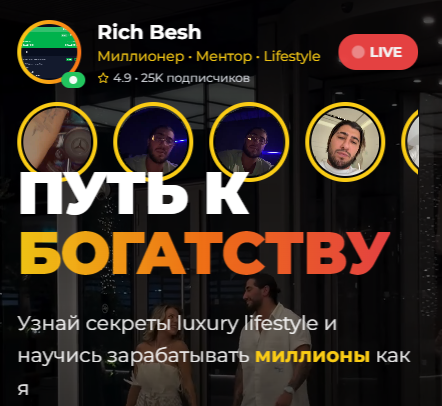 Rich Besh
Миллионер • Ментор • Lifestyle
4.9 • 25K подписчиков
LIVE
ПУТЬ К
БОГАТСТВУ
Узнай секреты luxury lifestyle и
научись зарабатывать миллионы как
я